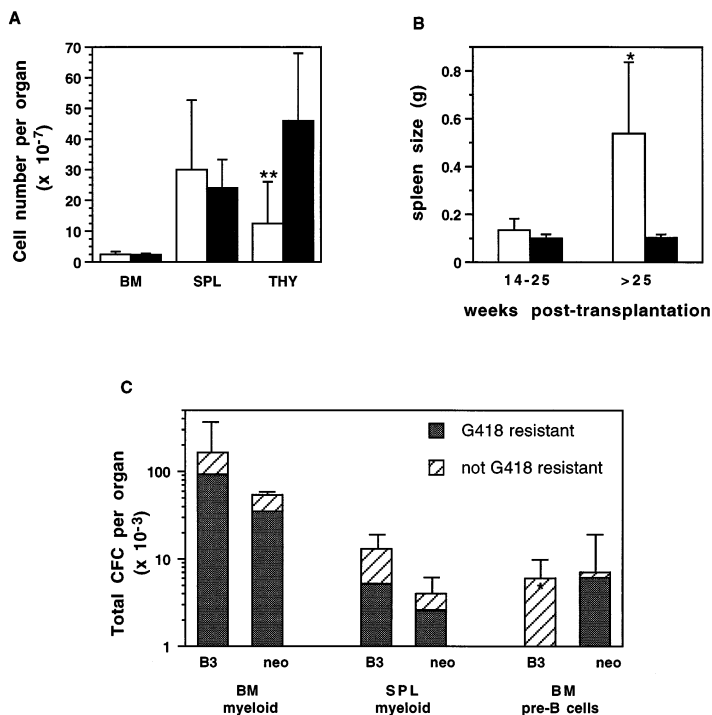 A
Cell number per organ
(x 10-7)
70
60
50
40
30
20
10
0
**
BM SPL THY
B
spleen size (g)
0.8
0.6
0.4
0.2
0
*
14-25 >25
weeks post-transplantation
C
Total CFC per organ
(x 10-3)
100
10
1
G418 resistant
not G418 resistant
*
B3 neo B3 neo B3 neo
BM SPL BM
myeloid myeloid pre-B cells